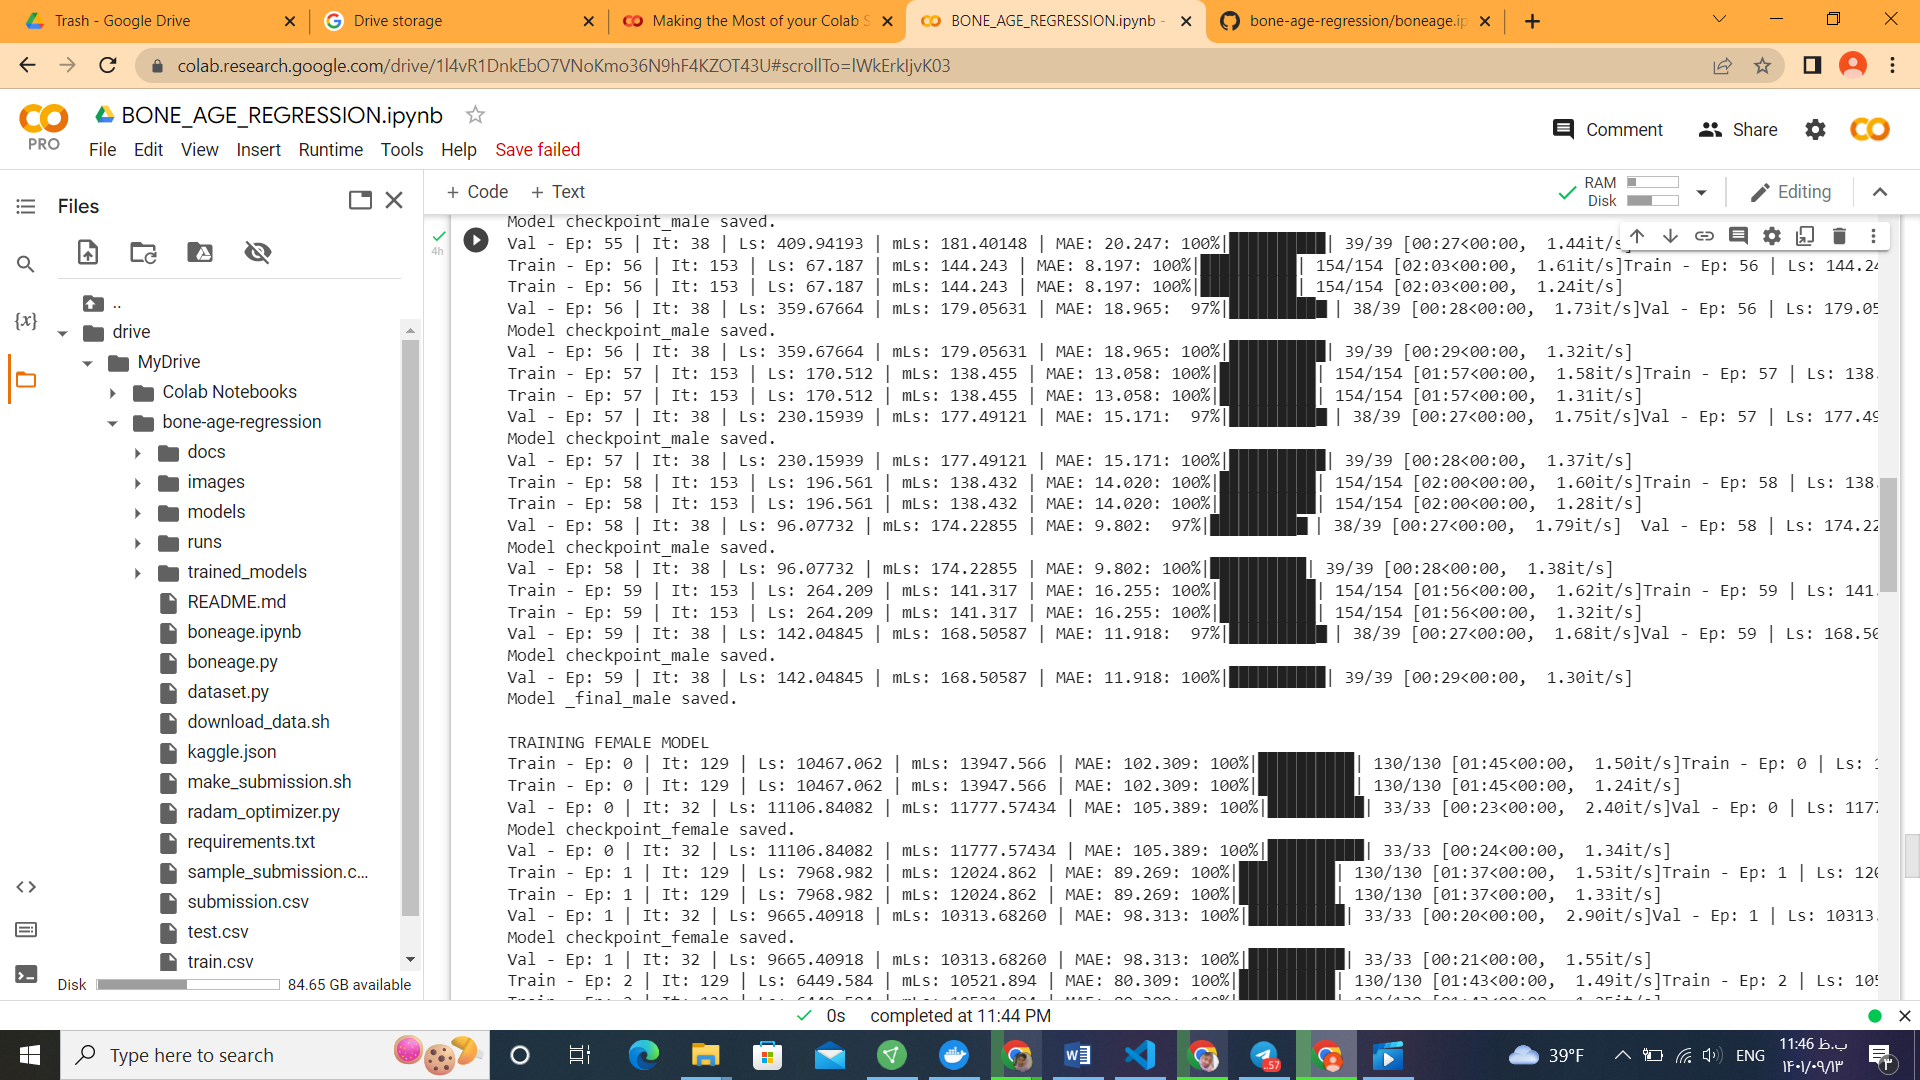 Trash - Google Drive
Drive storage
Making the Most of your Colab S
BONE_AGE_REGRESSION.ipynb -
bone-age-regression/boneage.ip
colab.research.google.com/drive/1l4vR1DnkEbO7VNoKmo36N9hF4KZOT43U#scrollTo=lWkErkIjvK03
PRO
BONE_AGE_REGRESSION.ipynb
File Edit View Insert Runtime Tools Help Save failed
Comment
Share
Files
+ Code + Text
RAM
Disk
Editing
{x}
..
drive
MyDrive
Colab Notebooks
bone-age-regression
docs
images
models
runs
trained_models
README.md
boneage.ipynb
boneage.py
dataset.py
download_data.sh
kaggle.json
make_submission.sh
radam_optimizer.py
requirements.txt
sample_submission.c...
submission.csv
test.csv
train.csv
Disk 84.65 GB available
4h
Model checkpoint_male saved.
Val - Ep: 55 | It: 38 | Ls: 409.94193 | mLs: 181.40148 | MAE: 20.247: 100%|██████████| 39/39 [00:27<00:00, 1.44it/s]
Train - Ep: 56 | It: 153 | Ls: 67.187 | mLs: 144.243 | MAE: 8.197: 100%|██████████| 154/154 [02:03<00:00, 1.61it/s]Train - Ep: 56 | Ls: 144.24
Train - Ep: 56 | It: 153 | Ls: 67.187 | mLs: 144.243 | MAE: 8.197: 100%|██████████| 154/154 [02:03<00:00, 1.24it/s]
Val - Ep: 56 | It: 38 | Ls: 359.67664 | mLs: 179.05631 | MAE: 18.965: 97%|██████████| 38/39 [00:28<00:00, 1.73it/s]Val - Ep: 56 | Ls: 179.05
Model checkpoint_male saved.
Val - Ep: 56 | It: 38 | Ls: 359.67664 | mLs: 179.05631 | MAE: 18.965: 100%|██████████| 39/39 [00:29<00:00, 1.32it/s]
Train - Ep: 57 | It: 153 | Ls: 170.512 | mLs: 138.455 | MAE: 13.058: 100%|██████████| 154/154 [01:57<00:00, 1.58it/s]Train - Ep: 57 | Ls: 138.
Train - Ep: 57 | It: 153 | Ls: 170.512 | mLs: 138.455 | MAE: 13.058: 100%|██████████| 154/154 [01:57<00:00, 1.31it/s]
Val - Ep: 57 | It: 38 | Ls: 230.15939 | mLs: 177.49121 | MAE: 15.171: 97%|██████████| 38/39 [00:27<00:00, 1.75it/s]Val - Ep: 57 | Ls: 177.49
Model checkpoint_male saved.
Val - Ep: 57 | It: 38 | Ls: 230.15939 | mLs: 177.49121 | MAE: 15.171: 100%|██████████| 39/39 [00:28<00:00, 1.37it/s]
Train - Ep: 58 | It: 153 | Ls: 196.561 | mLs: 138.432 | MAE: 14.020: 100%|██████████| 154/154 [02:00<00:00, 1.60it/s]Train - Ep: 58 | Ls: 138.
Train - Ep: 58 | It: 153 | Ls: 196.561 | mLs: 138.432 | MAE: 14.020: 100%|██████████| 154/154 [02:00<00:00, 1.28it/s]
Val - Ep: 58 | It: 38 | Ls: 96.07732 | mLs: 174.22855 | MAE: 9.802: 97%|██████████| 38/39 [00:27<00:00, 1.79it/s] Val - Ep: 58 | Ls: 174.22
Model checkpoint_male saved.
Val - Ep: 58 | It: 38 | Ls: 96.07732 | mLs: 174.22855 | MAE: 9.802: 100%|██████████| 39/39 [00:28<00:00, 1.38it/s]
Train - Ep: 59 | It: 153 | Ls: 264.209 | mLs: 141.317 | MAE: 16.255: 100%|██████████| 154/154 [01:56<00:00, 1.62it/s]Train - Ep: 59 | Ls: 141.
Train - Ep: 59 | It: 153 | Ls: 264.209 | mLs: 141.317 | MAE: 16.255: 100%|██████████| 154/154 [01:56<00:00, 1.32it/s]
Val - Ep: 59 | It: 38 | Ls: 142.04845 | mLs: 168.50587 | MAE: 11.918: 97%|██████████| 38/39 [00:27<00:00, 1.68it/s]Val - Ep: 59 | Ls: 168.50
Model checkpoint_male saved.
Val - Ep: 59 | It: 38 | Ls: 142.04845 | mLs: 168.50587 | MAE: 11.918: 100%|██████████| 39/39 [00:29<00:00, 1.30it/s]
Model _final_male saved.
TRAINING FEMALE MODEL
Train - Ep: 0 | It: 129 | Ls: 10467.062 | mLs: 13947.566 | MAE: 102.309: 100%|██████████| 130/130 [01:45<00:00, 1.50it/s]Train - Ep: 0 | Ls: 1
Train - Ep: 0 | It: 129 | Ls: 10467.062 | mLs: 13947.566 | MAE: 102.309: 100%|██████████| 130/130 [01:45<00:00, 1.24it/s]
Val - Ep: 0 | It: 32 | Ls: 11106.84082 | mLs: 11777.57434 | MAE: 105.389: 100%|██████████| 33/33 [00:23<00:00, 2.40it/s]Val - Ep: 0 | Ls: 1177
Model checkpoint_female saved.
Val - Ep: 0 | It: 32 | Ls: 11106.84082 | mLs: 11777.57434 | MAE: 105.389: 100%|██████████| 33/33 [00:24<00:00, 1.34it/s]
Train - Ep: 1 | It: 129 | Ls: 7968.982 | mLs: 12024.862 | MAE: 89.269: 100%|██████████| 130/130 [01:37<00:00, 1.53it/s]Train - Ep: 1 | Ls: 120
Train - Ep: 1 | It: 129 | Ls: 7968.982 | mLs: 12024.862 | MAE: 89.269: 100%|██████████| 130/130 [01:37<00:00, 1.33it/s]
Val - Ep: 1 | It: 32 | Ls: 9665.40918 | mLs: 10313.68260 | MAE: 98.313: 100%|██████████| 33/33 [00:20<00:00, 2.90it/s]Val - Ep: 1 | Ls: 10313.
Model checkpoint_female saved.
Val - Ep: 1 | It: 32 | Ls: 9665.40918 | mLs: 10313.68260 | MAE: 98.313: 100%|██████████| 33/33 [00:21<00:00, 1.55it/s]
Train - Ep: 2 | It: 129 | Ls: 6449.584 | mLs: 10521.894 | MAE: 80.309: 100%|██████████| 130/130 [01:43<00:00, 1.49it/s]Train - Ep: 2 | Ls: 105
0s completed at 11:44 PM
Type here to search
..57
39°F
ENG
11:46 ب.ظ
۱۴۰۱/۰۹/۱۳
۳